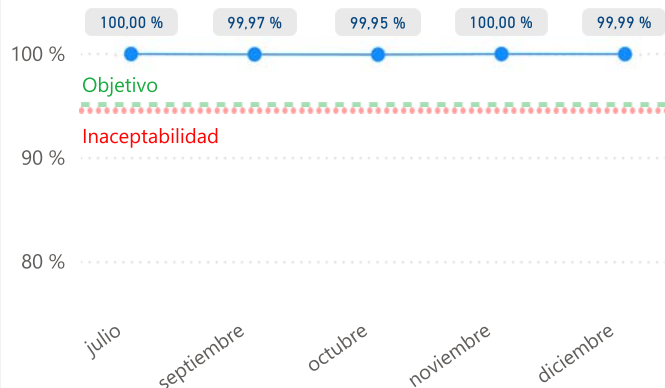 100,00 % 99,97 % 99,95 % 100,00 % 99,99 %
100 %
Objetivo
Inaceptabilidad
90 %
80 %
julio septiembre octubre noviembre diciembre